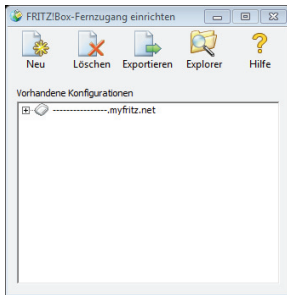 FRITZ!Box-Fernzugang einrichten
Neu Löschen Exportieren Explorer Hilfe
Vorhandene Konfigurationen
----------------.myfritz.net